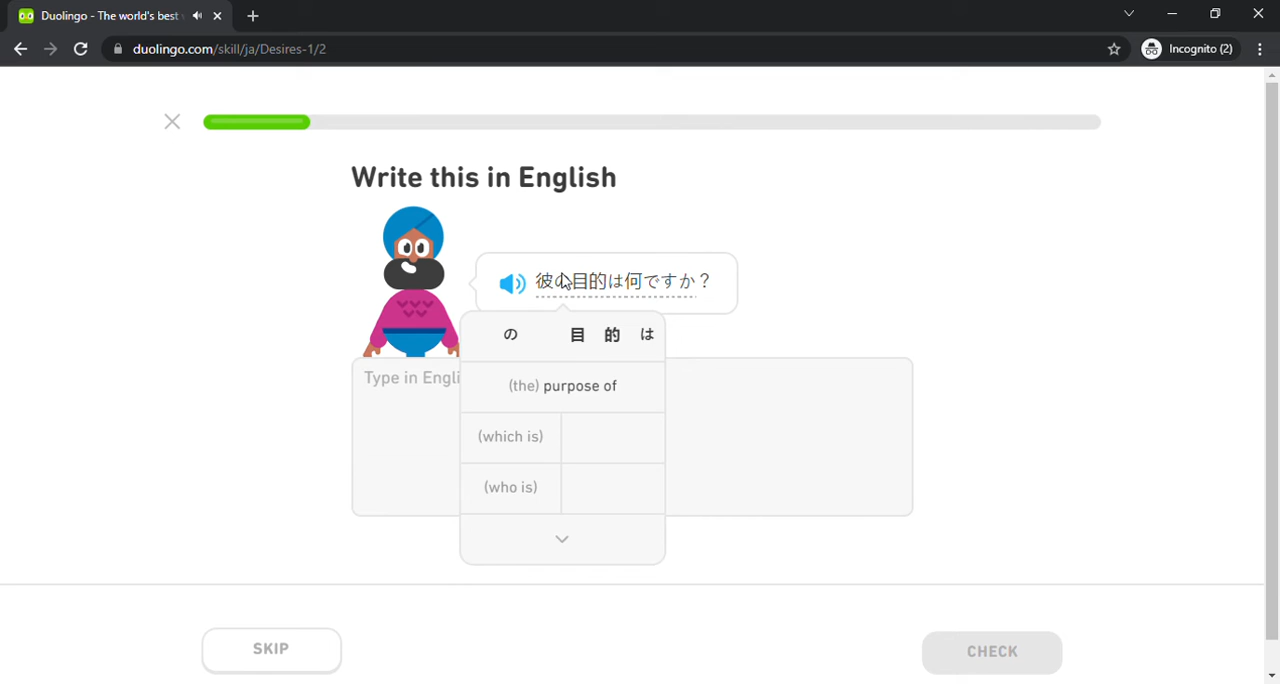 Duolingo - The world's best
duolingo.com/skill/ja/Desires-1/2
Incognito (2)
Write this in English
彼の目的は何ですか？
の 目的は
(the) purpose of
(which is)
(who is)
Type in Engli
SKIP
CHECK